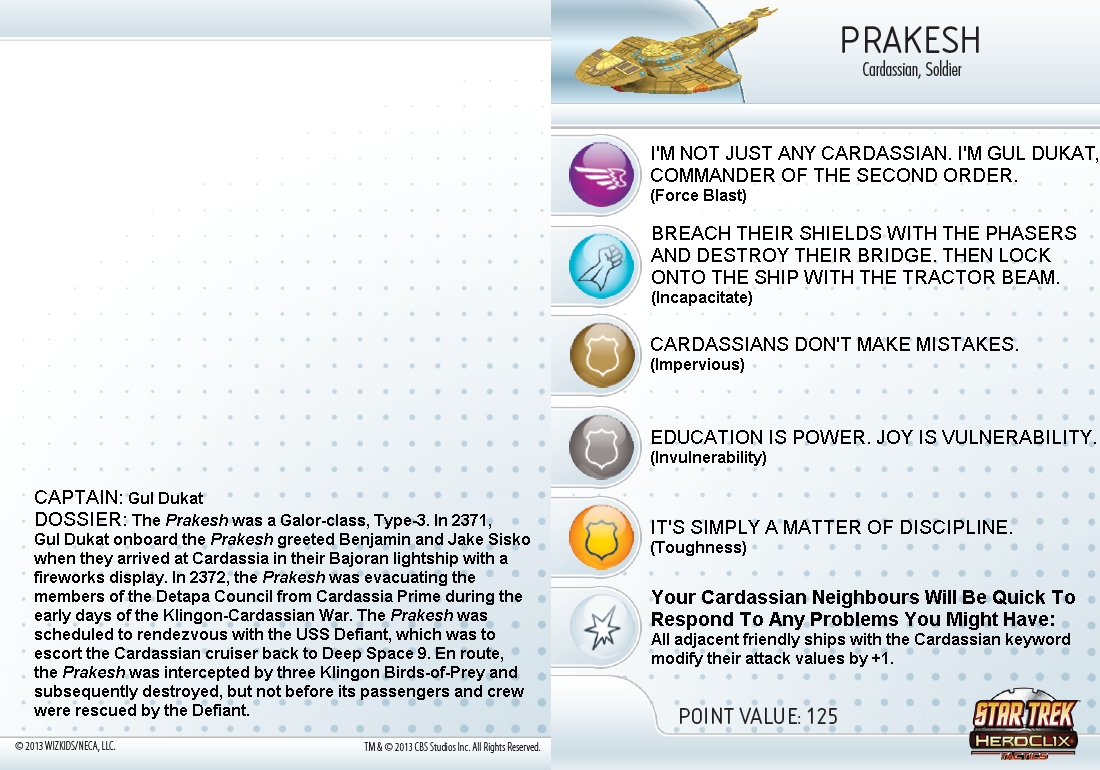 CAPTAIN: Gul Dukat
DOSSIER: The Prakesh was a Galor-class, Type-3. In 2371,
Gul Dukat onboard the Prakesh greeted Benjamin and Jake Sisko
when they arrived at Cardassia in their Bajoran lightship with a
fireworks display. In 2372, the Prakesh was evacuating the
members of the Detapa Council from Cardassia Prime during the
early days of the Klingon-Cardassian War. The Prakesh was
scheduled to rendezvous with the USS Defiant, which was to
escort the Cardassian cruiser back to Deep Space 9. En route,
the Prakesh was intercepted by three Klingon Birds-of-Prey and
subsequently destroyed, but not before its passengers and crew
were rescued by the Defiant.
© 2013 WIZKIDS/NECA, LLC.
TM & © 2013 CBS Studios Inc. All Rights Reserved.
PRAKESH
Cardassian, Soldier
I'M NOT JUST ANY CARDASSIAN. I'M GUL DUKAT,
COMMANDER OF THE SECOND ORDER.
(Force Blast)
BREACH THEIR SHIELDS WITH THE PHASERS
AND DESTROY THEIR BRIDGE. THEN LOCK
ONTO THE SHIP WITH THE TRACTOR BEAM.
(Incapacitate)
CARDASSIANS DON'T MAKE MISTAKES.
(Impervious)
EDUCATION IS POWER. JOY IS VULNERABILITY.
(Invulnerability)
IT'S SIMPLY A MATTER OF DISCIPLINE.
(Toughness)
Your Cardassian Neighbours Will Be Quick To
Respond To Any Problems You Might Have:
All adjacent friendly ships with the Cardassian keyword
modify their attack values by +1.
POINT VALUE: 125
STAR TREK
HEROCLIX
TACTICS